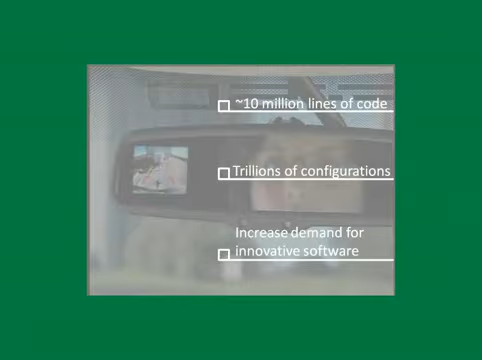 ~10 million lines of code
Trillions of configurations
Increase demand for
innovative software